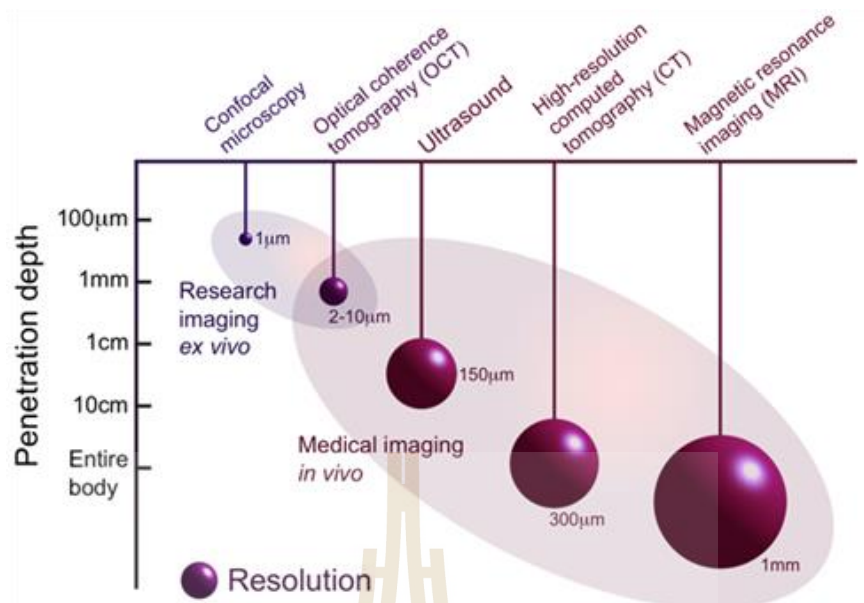 Confocal
microscopy
Optical coherence
tomography (OCT)
Ultrasound
High-resolution
computed
tomography (CT)
Magnetic resonance
imaging (MRI)
Penetration depth
100μm
1mm
1cm
10cm
Entire
body
1μm
2-10μm
150μm
300μm
1mm
Research
imaging
ex vivo
Medical imaging
in vivo
Resolution